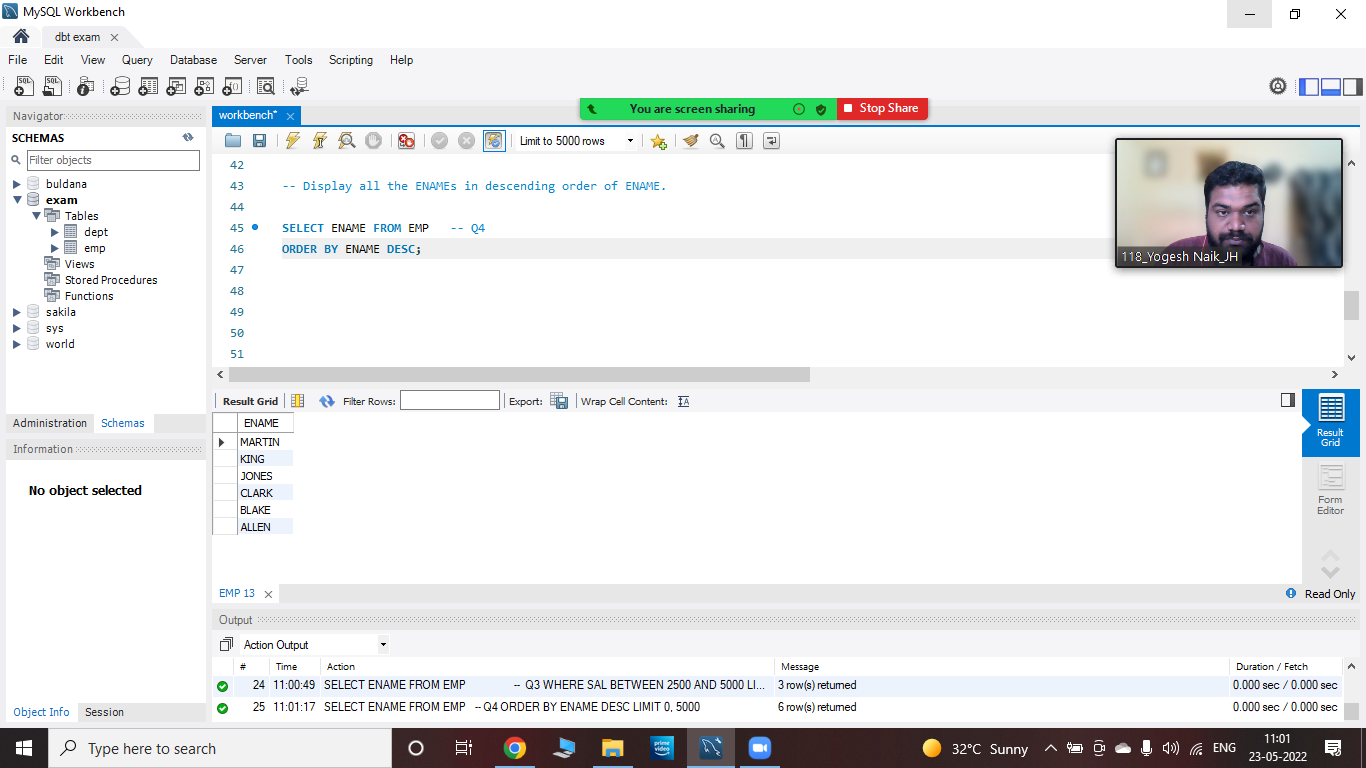 MySQL Workbench
dbt exam
File Edit View Query Database Server Tools Scripting Help
Navigator
SCHEMAS
Filter objects
buldana
exam
Tables
dept
emp
Views
Stored Procedures
Functions
sakila
sys
world
Administration Schemas
Information
No object selected
Object Info Session
workbench*
You are screen sharing Stop Share
Limit to 5000 rows
42
43 -- Display all the ENAMEs in descending order of ENAME.
44
45 SELECT ENAME FROM EMP -- Q4
46 ORDER BY ENAME DESC;
47
48
49
50
51
118_Yogesh Naik_JH
Result Grid Filter Rows: Export: Wrap Cell Content:
ENAME
MARTIN
KING
JONES
CLARK
BLAKE
ALLEN
Result
Grid
Form
Editor
EMP 13 Read Only
Output
Action Output
# Time Action Message Duration / Fetch
24 11:00:49 SELECT ENAME FROM EMP -- Q3 WHERE SAL BETWEEN 2500 AND 5000 LI... 3 row(s) returned 0.000 sec / 0.000 sec
25 11:01:17 SELECT ENAME FROM EMP -- Q4 ORDER BY ENAME DESC LIMIT 0, 5000 6 row(s) returned 0.000 sec / 0.000 sec
Type here to search
prime
video
32°C Sunny
ENG
11:01
23-05-2022